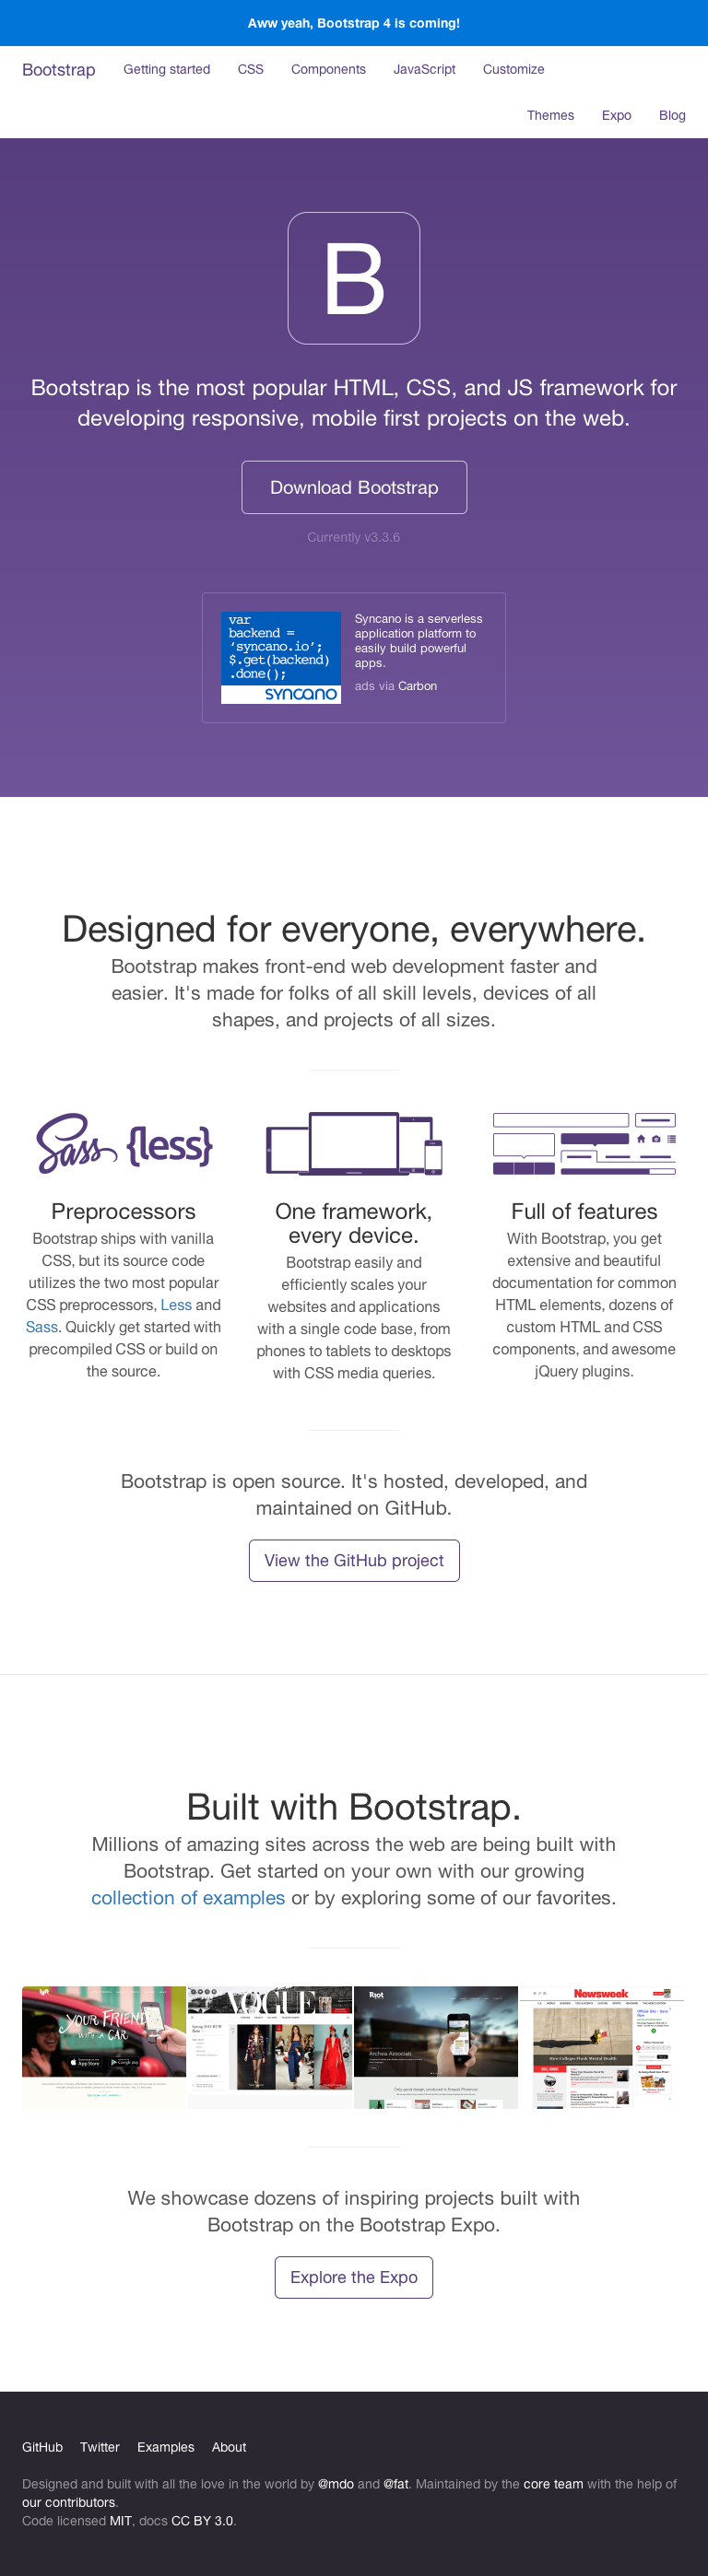 Aww yeah, Bootstrap 4 is coming!
Bootstrap Getting started CSS Components JavaScript Customize
Themes Expo Blog
B
Bootstrap is the most popular HTML, CSS, and JS framework for
developing responsive, mobile first projects on the web.
Download Bootstrap
Currently v3.3.6
var
backend =
‘syncano.io’;
$.get(backend)
.done();
syncano
Syncano is a serverless
application platform to
easily build powerful
apps.
ads via Carbon
Designed for everyone, everywhere.
Bootstrap makes front-end web development faster and
easier. It's made for folks of all skill levels, devices of all
shapes, and projects of all sizes.
Sass {less}
Preprocessors
Bootstrap ships with vanilla
CSS, but its source code
utilizes the two most popular
CSS preprocessors, Less and
Sass. Quickly get started with
precompiled CSS or build on
the source.
One framework,
every device.
Bootstrap easily and
efficiently scales your
websites and applications
with a single code base, from
phones to tablets to desktops
with CSS media queries.
Full of features
With Bootstrap, you get
extensive and beautiful
documentation for common
HTML elements, dozens of
custom HTML and CSS
components, and awesome
jQuery plugins.
Bootstrap is open source. It's hosted, developed, and
maintained on GitHub.
View the GitHub project
Built with Bootstrap.
Millions of amazing sites across the web are being built with
Bootstrap. Get started on your own with our growing
collection of examples or by exploring some of our favorites.
lyft
YOUR FRIEND
WITH A CAR
App Store Google play
VOGUE
Riot
Newsweek
We showcase dozens of inspiring projects built with
Bootstrap on the Bootstrap Expo.
Explore the Expo
GitHub Twitter Examples About
Designed and built with all the love in the world by @mdo and @fat. Maintained by the core team with the help of
our contributors.
Code licensed MIT, docs CC BY 3.0.